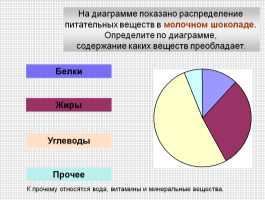 На диаграмме показано распределение
питательных веществ в молочном шоколаде.
Определите по диаграмме,
содержание каких веществ преобладает.
Белки
Жиры
Углеводы
Прочее
К прочему относятся вода, витамины и минеральные вещества.